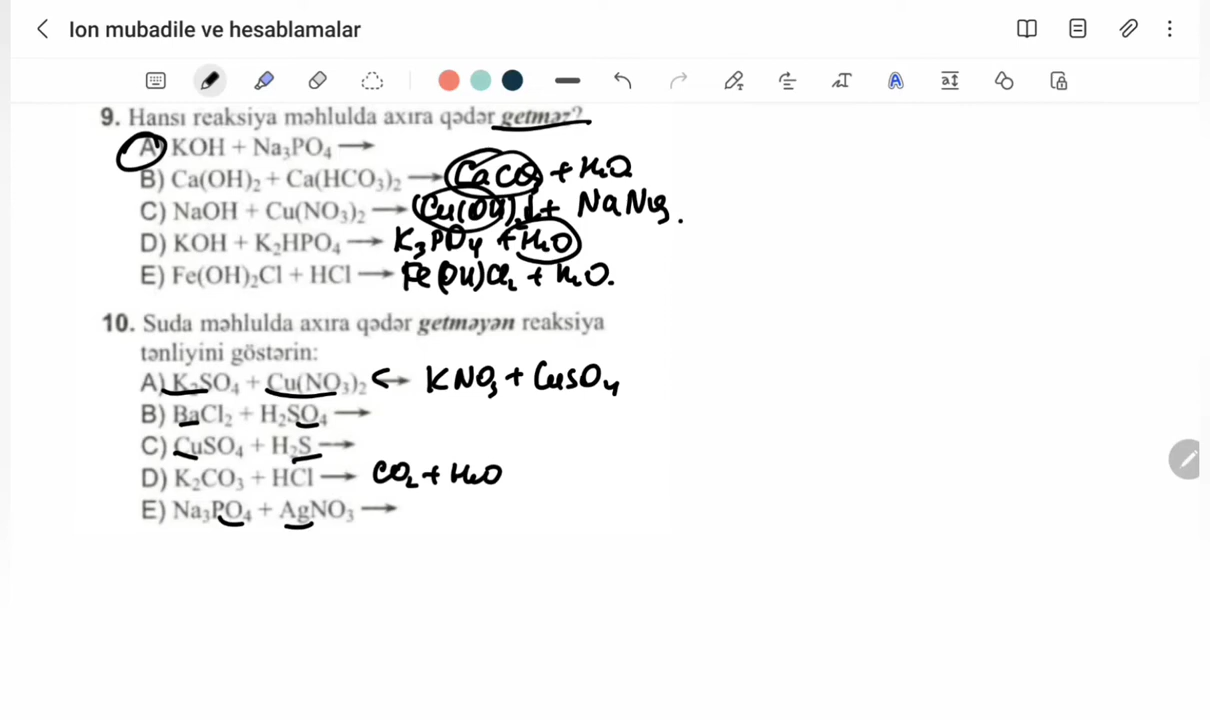 Ion mubadile ve hesablamalar
9. Hansı reaksiya məhlulda axıra qədər getməz?
A) KOH + Na₃PO₄ →
B) Ca(OH)₂ + Ca(HCO₃)₂ → CaCO₃ + H₂O
C) NaOH + Cu(NO₃)₂ → Cu(OH)₂↓ + NaNO₃.
D) KOH + K₂HPO₄ → K₃PO₄ + H₂O
E) Fe(OH)₂Cl + HCl → Fe(OH)Cl₂ + H₂O.
10. Suda məhlulda axıra qədər getməyən reaksiya
tənliyini göstərin:
A) K₂SO₄ + Cu(NO₃)₂ ↔ KNO₃ + CuSO₄
B) BaCl₂ + H₂SO₄ →
C) CuSO₄ + H₂S →
D) K₂CO₃ + HCl → CO₂ + H₂O
E) Na₃PO₄ + AgNO₃ →